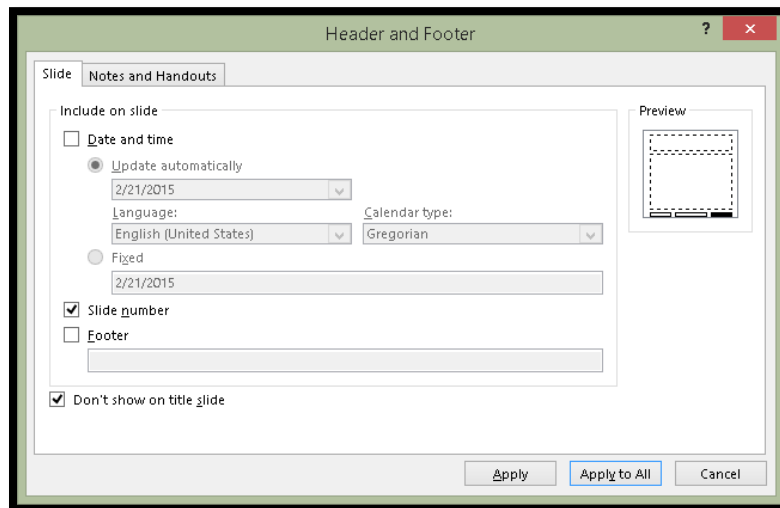 Header and Footer
?
Slide Notes and Handouts
Include on slide
Preview
Date and time
Update automatically
2/21/2015
Language: Calendar type:
English (United States) Gregorian
Fixed
2/21/2015
Slide number
Footer
Don't show on title slide
Apply Apply to All Cancel